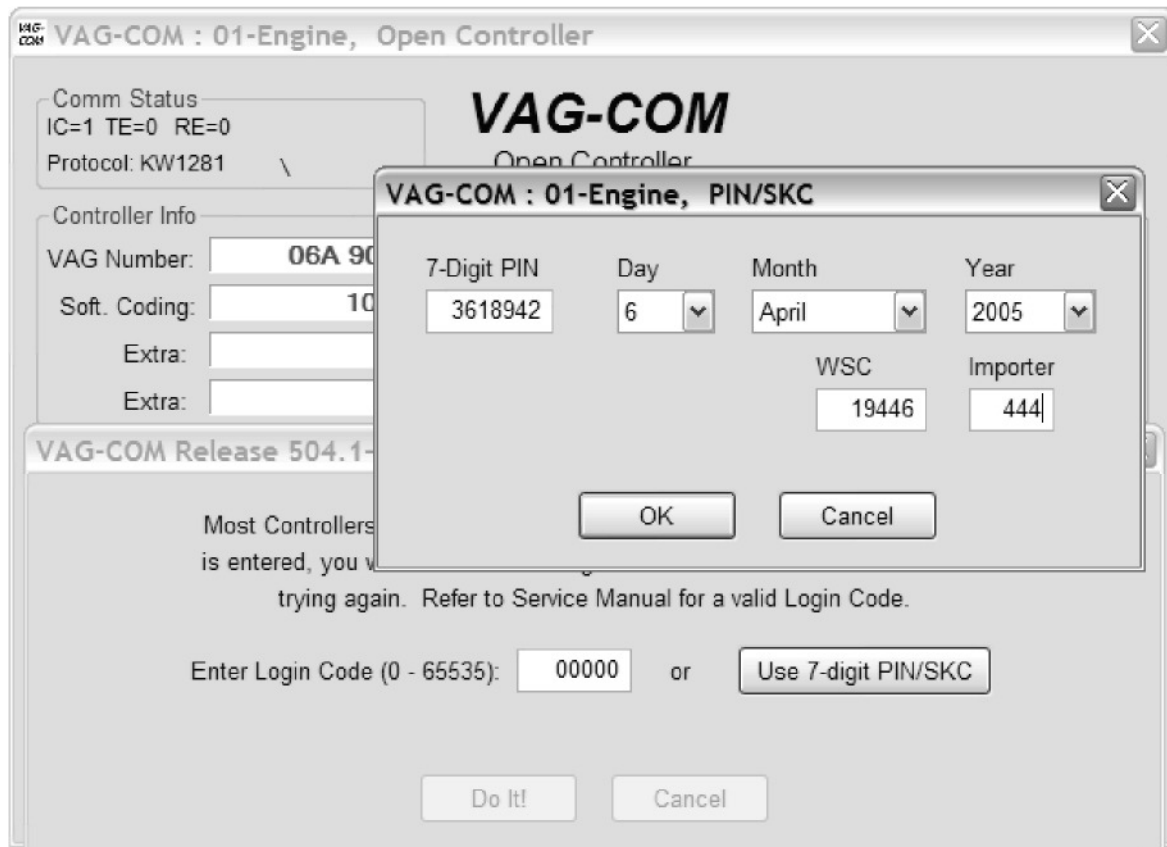 VAG-COM
VAG-COM : 01-Engine, Open Controller
Comm Status
IC=1 TE=0 RE=0
Protocol: KW1281 \
VAG-COM
Open Controller
Controller Info
VAG Number: 06A 90
Soft. Coding: 10
Extra:
Extra:
VAG-COM : 01-Engine, PIN/SKC
7-Digit PIN Day Month Year
3618942 6 April 2005
WSC Importer
19446 444
OK Cancel
VAG-COM Release 504.1-
Most Controllers
is entered, you
trying again. Refer to Service Manual for a valid Login Code.
Enter Login Code (0 - 65535): 00000 or Use 7-digit PIN/SKC
Do It! Cancel